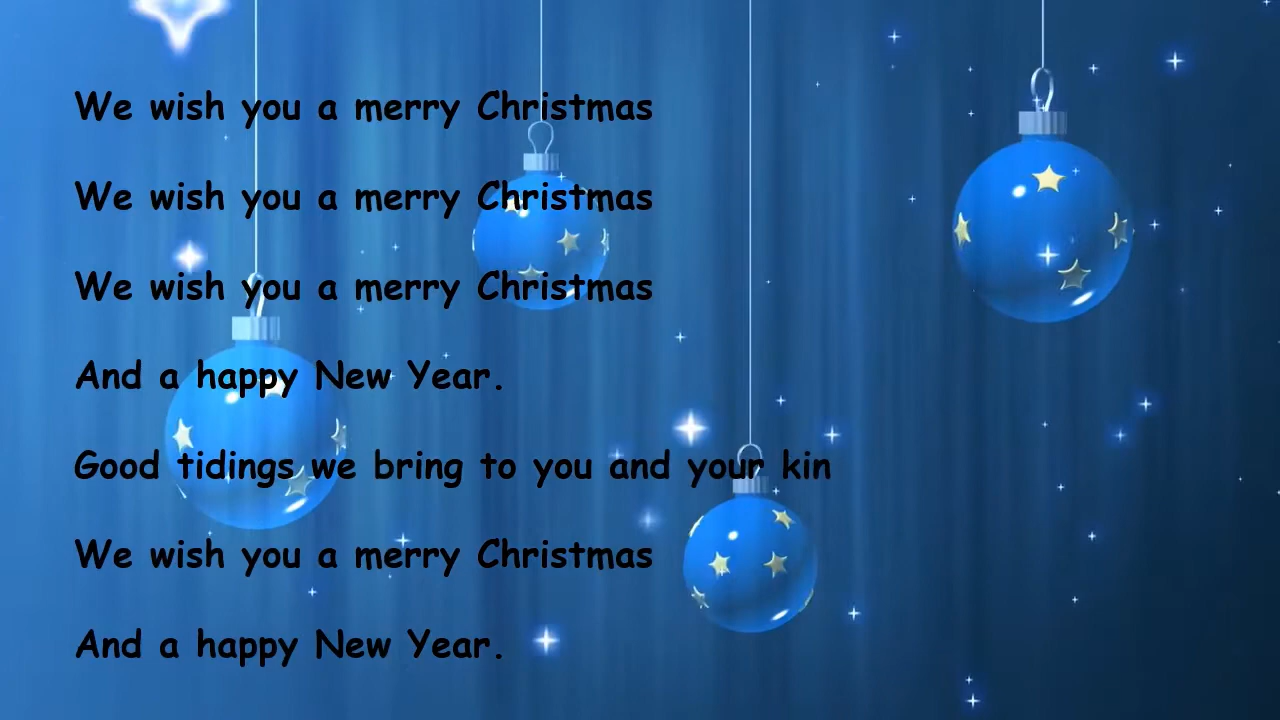 We wish you a merry Christmas
We wish you a merry Christmas
We wish you a merry Christmas
And a happy New Year.
Good tidings we bring to you and your kin
We wish you a merry Christmas
And a happy New Year.